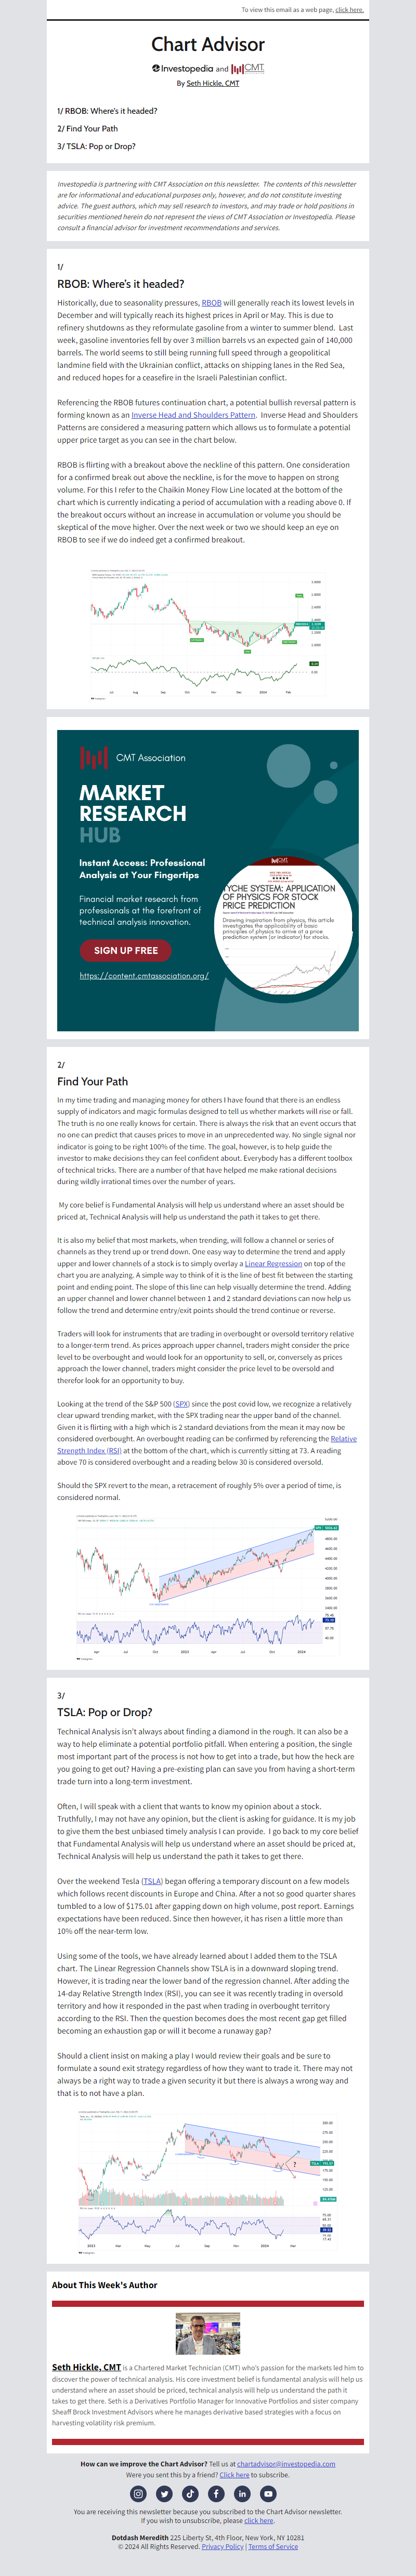 To view this email as a web page, click here.
Chart Advisor
Investopedia and CMT
By Seth Hickle, CMT
1/ RBOB: Where's it headed?
2/ Find Your Path
3/ TSLA: Pop or Drop?
Investopedia is partnering with CMT Association on this newsletter. The contents of this newsletter
are for informational and educational purposes only, however, and do not constitute investing
advice. The guest authors, which may sell research to investors, and may trade or hold positions in
securities mentioned herein do not represent the views of CMT Association or Investopedia. Please
consult a financial advisor for investment recommendations and services.
1/
RBOB: Where's it headed?
Historically, due to seasonality pressures, RBOB will generally reach its lowest levels in
December and will typically reach its highest prices in April or May. This is due to
refinery shutdowns as they reformulate gasoline from a winter to summer blend. Last
week, gasoline inventories fell by over 3 million barrels vs an expected gain of 140,000
barrels. The world seems to still being running full speed through a geopolitical
landmine field with the Ukrainian conflict, attacks on shipping lanes in the Red Sea,
and reduced hopes for a ceasefire in the Israeli Palestinian conflict.
Referencing the RBOB futures continuation chart, a potential bullish reversal pattern is
forming known as an Inverse Head and Shoulders Pattern. Inverse Head and Shoulders
Patterns are considered a measuring pattern which allows us to formulate a potential
upper price target as you can see in the chart below.
RBOB is flirting with a breakout above the neckline of this pattern. One consideration
for a confirmed break out above the neckline, is for the move to happen on strong
volume. For this I refer to the Chaikin Money Flow Line located at the bottom of the
chart which is currently indicating a period of accumulation with a reading above 0. If
the breakout occurs without an increase in accumulation or volume you should be
skeptical of the move higher. Over the next week or two we should keep an eye on
RBOB to see if we do indeed get a confirmed breakout.
CMT Association
MARKET
RESEARCH
HUB
Instant Access: Professional
Analysis at Your Fingertips
Financial market research from
professionals at the forefront of
technical analysis innovation.
SIGN UP FREE
https://content.cmtassociation.org/
TYCHE SYSTEM: APPLICATION
OF PHYSICS FOR STOCK
PRICE PREDICTION
Drawing inspiration from physics, this article
investigates the applicability of basic
principles of physics to arrive at a price
prediction system (or indicator) for stocks.
2/
Find Your Path
In my time trading and managing money for others I have found that there is an endless
supply of indicators and magic formulas designed to tell us whether markets will rise or fall.
The truth is no one really knows for certain. There is always the risk that an event occurs that
no one can predict that causes prices to move in an unprecedented way. No single signal nor
indicator is going to be right 100% of the time. The goal, however, is to help guide the
investor to make decisions they can feel confident about. Everybody has a different toolbox
of technical tricks. There are a number of that have helped me make rational decisions
during wildly irrational times over the number of years.
My core belief is Fundamental Analysis will help us understand where an asset should be
priced at, Technical Analysis will help us understand the path it takes to get there.
It is also my belief that most markets, when trending, will follow a channel or series of
channels as they trend up or trend down. One easy way to determine the trend and apply
upper and lower channels of a stock is to simply overlay a Linear Regression on top of the
chart you are analyzing. A simple way to think of it is the line of best fit between the starting
point and ending point. The slope of this line can help visually determine the trend. Adding
an upper channel and lower channel between 1 and 2 standard deviations can now help us
follow the trend and determine entry/exit points should the trend continue or reverse.
Traders will look for instruments that are trading in overbought or oversold territory relative
to a longer-term trend. As prices approach upper channel, traders might consider the price
level to be overbought and would look for an opportunity to sell, or, conversely as prices
approach the lower channel, traders might consider the price level to be oversold and
therefor look for an opportunity to buy.
Looking at the trend of the S&P 500 (SPX) since the post covid low, we recognize a relatively
clear upward trending market, with the SPX trading near the upper band of the channel.
Given it is flirting with a high which is 2 standard deviations from the mean it may now be
considered overbought. An overbought reading can be confirmed by referencing the Relative
Strength Index (RSI) at the bottom of the chart, which is currently sitting at 73. A reading
above 70 is considered overbought and a reading below 30 is considered oversold.
Should the SPX revert to the mean, a retracement of roughly 5% over a period of time, is
considered normal.
3/
TSLA: Pop or Drop?
Technical Analysis isn't always about finding a diamond in the rough. It can also be a
way to help eliminate a potential portfolio pitfall. When entering a position, the single
most important part of the process is not how to get into a trade, but how the heck are
you going to get out? Having a pre-existing plan can save you from having a short-term
trade turn into a long-term investment.
Often, I will speak with a client that wants to know my opinion about a stock.
Truthfully, I may not have any opinion, but the client is asking for guidance. It is my job
to give them the best unbiased timely analysis I can provide. I go back to my core belief
that Fundamental Analysis will help us understand where an asset should be priced at,
Technical Analysis will help us understand the path it takes to get there.
Over the weekend Tesla (TSLA) began offering a temporary discount on a few models
which follows recent discounts in Europe and China. After a not so good quarter shares
tumbled to a low of $175.01 after gapping down on high volume, post report. Earnings
expectations have been reduced. Since then however, it has risen a little more than
10% off the near-term low.
Using some of the tools, we have already learned about I added them to the TSLA
chart. The Linear Regression Channels show TSLA is in a downward sloping trend.
However, it is trading near the lower band of the regression channel. After adding the
14-day Relative Strength Index (RSI), you can see it was recently trading in oversold
territory and how it responded in the past when trading in overbought territory
according to the RSI. Then the question becomes does the most recent gap get filled
becoming an exhaustion gap or will it become a runaway gap?
Should a client insist on making a play I would review their goals and be sure to
formulate a sound exit strategy regardless of how they want to trade it. There may not
always be a right way to trade a given security it but there is always a wrong way and
that is to not have a plan.
About This Week's Author
Seth Hickle, CMT is a Chartered Market Technician (CMT) who's passion for the markets led him to
discover the power of technical analysis. His core investment belief is fundamental analysis will help us
understand where an asset should be priced, technical analysis will help us understand the path it
takes to get there. Seth is a Derivatives Portfolio Manager for Innovative Portfolios and sister company
Sheaff Brock Investment Advisors where he manages derivative based strategies with a focus on
harvesting volatility risk premium.
How can we improve the Chart Advisor? Tell us at chartadvisor@investopedia.com
Were you sent this by a friend? Click here to subscribe.
You are receiving this newsletter because you subscribed to the Chart Advisor newsletter.
If you wish to unsubscribe, please click here.
Dotdash Meredith 225 Liberty St, 4th Floor, New York, NY 10281
© 2024 All Rights Reserved. Privacy Policy | Terms of Service